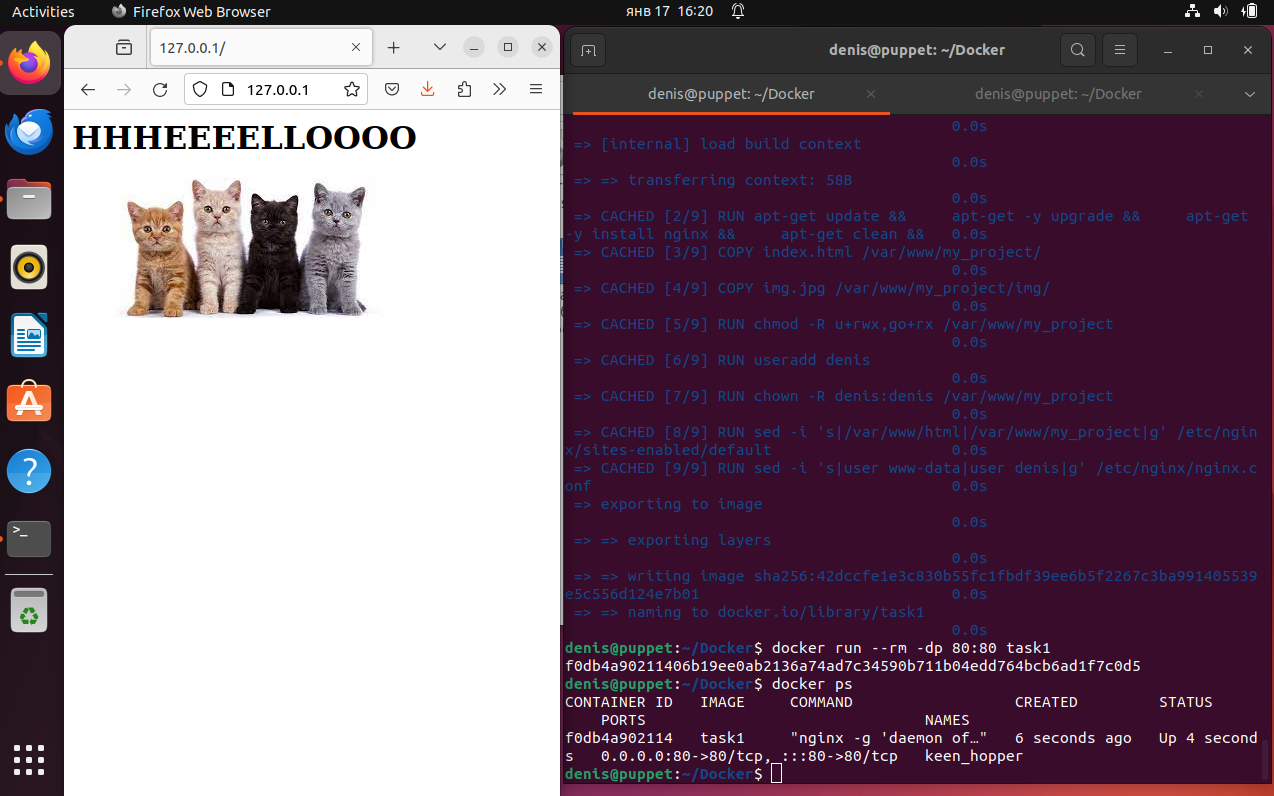 Activities
Firefox Web Browser
янв 17 16:20
127.0.0.1/
127.0.0.1
HHHEEEELLOOOO
denis@puppet: ~/Docker
denis@puppet: ~/Docker
denis@puppet: ~/Docker
0.0s
=> [internal] load build context
0.0s
=> => transferring context: 58B
0.0s
=> CACHED [2/9] RUN apt-get update &&     apt-get -y upgrade &&     apt-get
-y install nginx &&     apt-get clean &&   0.0s
=> CACHED [3/9] COPY index.html /var/www/my_project/
0.0s
=> CACHED [4/9] COPY img.jpg /var/www/my_project/img/
0.0s
=> CACHED [5/9] RUN chmod -R u+rwx,go+rx /var/www/my_project
0.0s
=> CACHED [6/9] RUN useradd denis
0.0s
=> CACHED [7/9] RUN chown -R denis:denis /var/www/my_project
0.0s
=> CACHED [8/9] RUN sed -i 's|/var/www/html|/var/www/my_project|g' /etc/ngin
x/sites-enabled/default                    0.0s
=> CACHED [9/9] RUN sed -i 's|user www-data|user denis|g' /etc/nginx/nginx.c
onf                                        0.0s
=> exporting to image
0.0s
=> => exporting layers
0.0s
=> => writing image sha256:42dccfe1e3c830b55fc1fbdf39ee6b5f2267c3ba991405539
e5c556d124e7b01                            0.0s
=> => naming to docker.io/library/task1
0.0s
denis@puppet:~/Docker$ docker run --rm -dp 80:80 task1
f0db4a90211406b19ee0ab2136a74ad7c34590b711b04edd764bcb6ad1f7c0d5
denis@puppet:~/Docker$ docker ps
CONTAINER ID   IMAGE     COMMAND                  CREATED         STATUS
PORTS                               NAMES
f0db4a902114   task1     "nginx -g 'daemon of…"   6 seconds ago   Up 4 second
s   0.0.0.0:80->80/tcp, :::80->80/tcp   keen_hopper
denis@puppet:~/Docker$